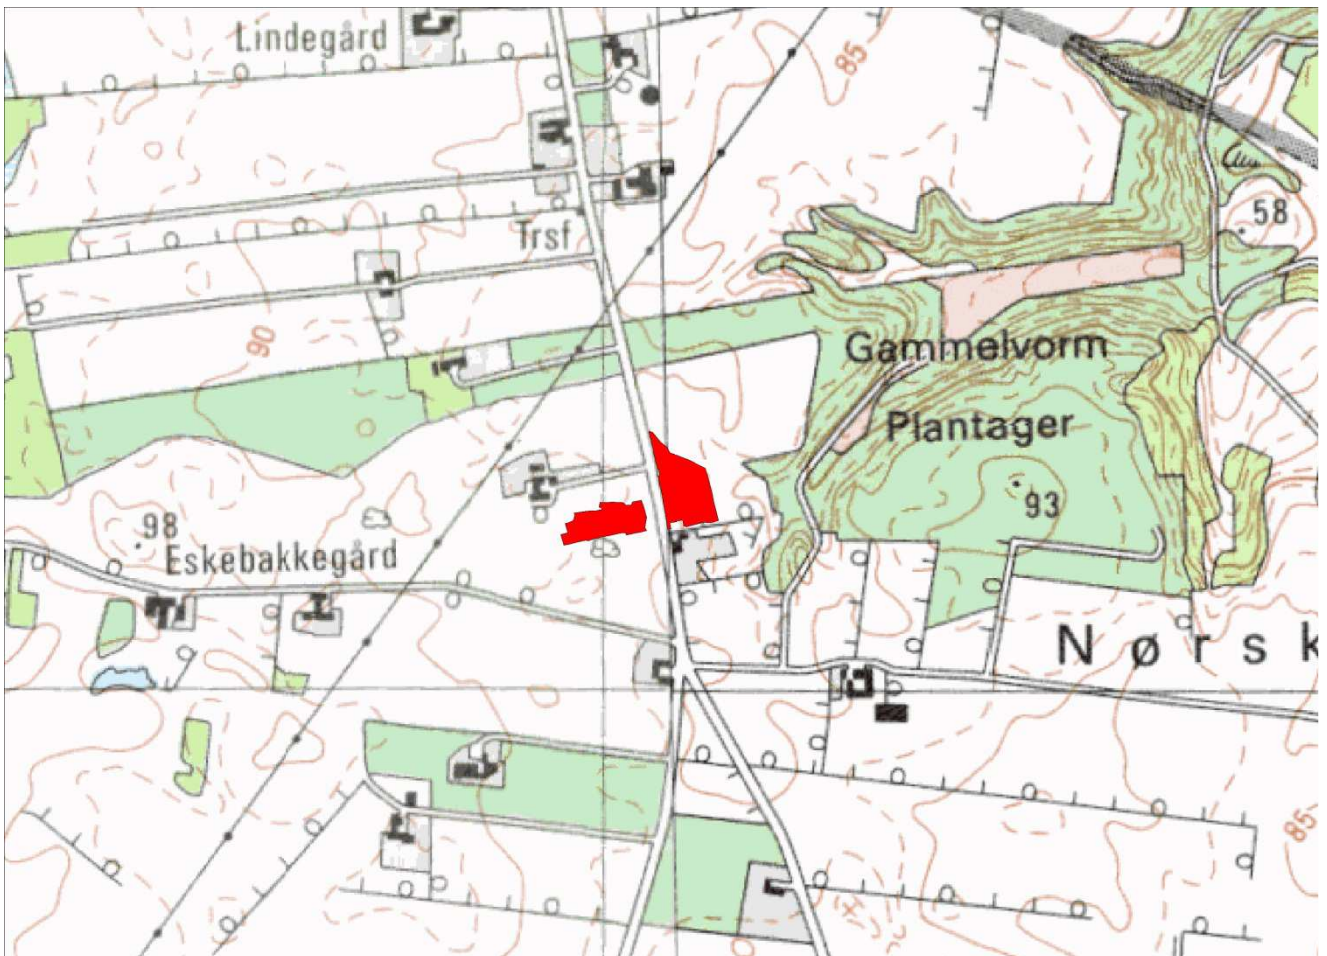 Lindegård
85
58
Trsf
90
Gammelvorm
Plantager
93
98
Eskebakkegård
Nørsk
85